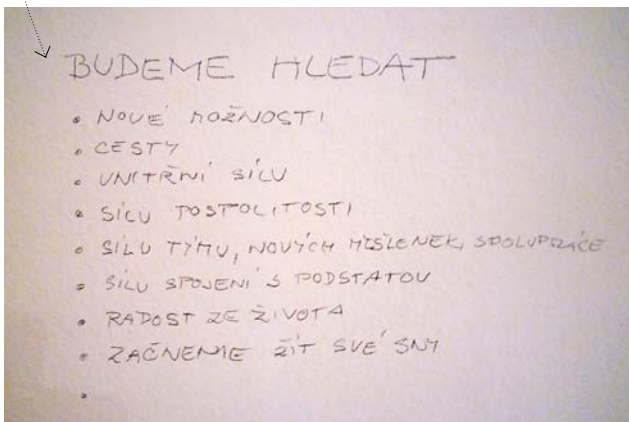 BUDEME HLEDAT
• NOVÉ MOŽNOSTI
• CESTY
• VNITŘNÍ SÍLU
• SÍLU POSPOLITOSTI
• SÍLU TÝMU, NOVÝCH MYŠLENEK, SPOLUPRÁCE
• SÍLU SPOJENÍ S PODSTATOU
• RADOST ZE ŽIVOTA
• ZAČNEME ŽÍT SVÉ SNY
•